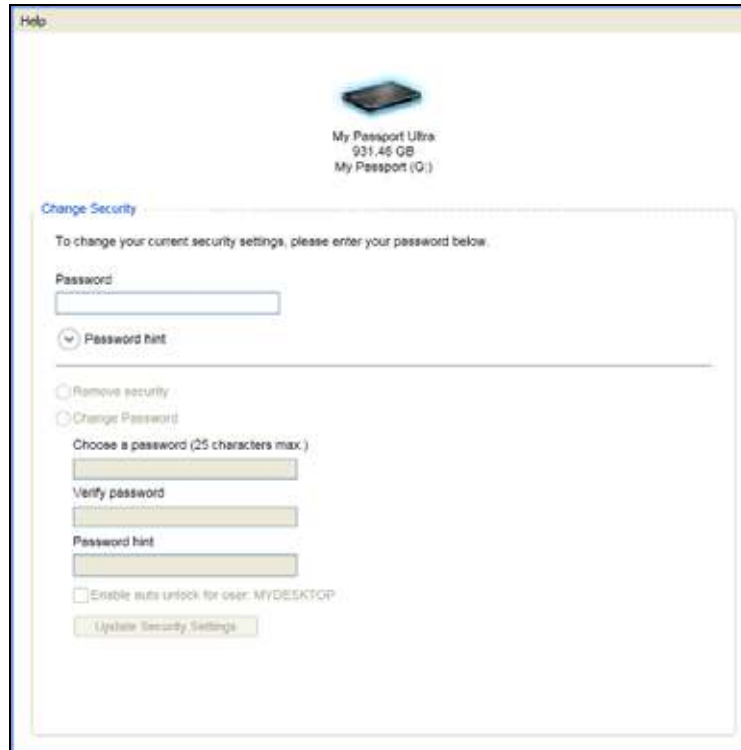 Help
My Passport Ultra
931.46 GB
My Passport (G:)
Change Security
To change your current security settings, please enter your password below.
Password
Password hint
Remove security
Change Password
Choose a password (25 characters max.)
Verify password
Password hint
Enable auto unlock for user: MYDESKTOP
Update Security Settings